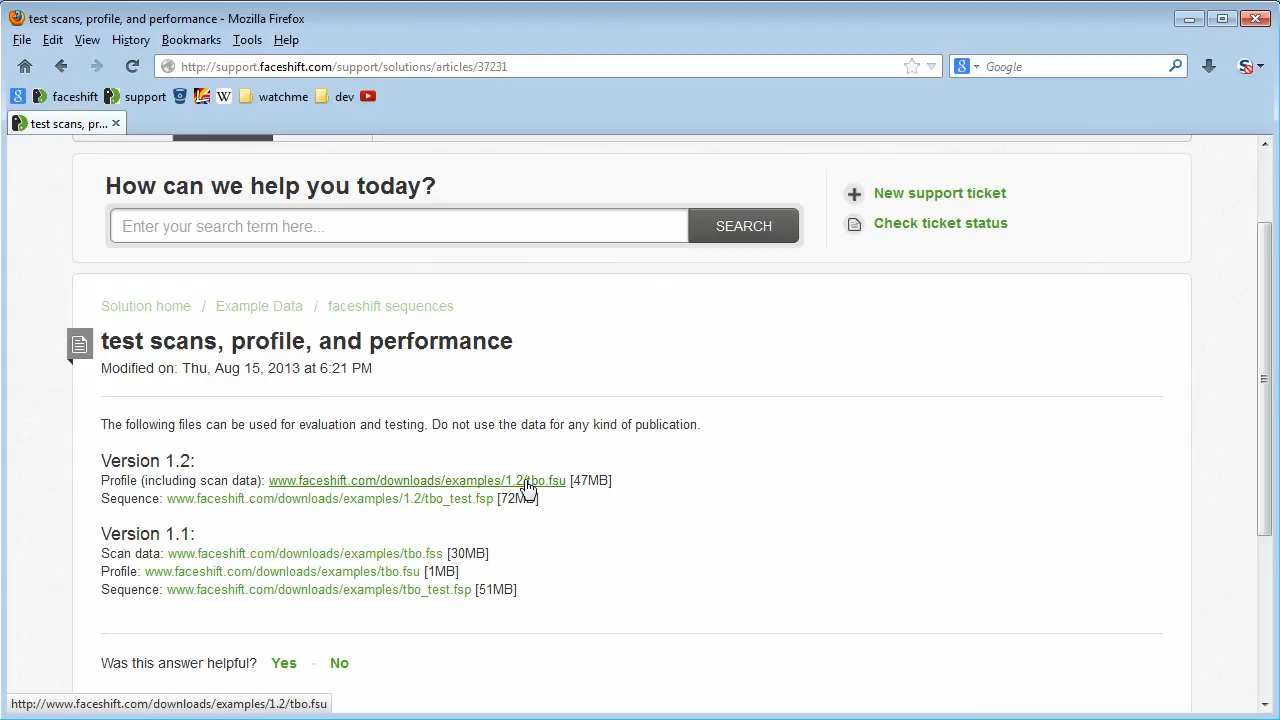 test scans, profile, and performance - Mozilla Firefox
File Edit View History Bookmarks Tools Help
http://support.faceshift.com/support/solutions/articles/37231
Google
faceshift support W watchme dev
test scans, pr...
How can we help you today?
Enter your search term here...
SEARCH
New support ticket
Check ticket status
Solution home / Example Data / faceshift sequences
test scans, profile, and performance
Modified on: Thu, Aug 15, 2013 at 6:21 PM
The following files can be used for evaluation and testing. Do not use the data for any kind of publication.
Version 1.2:
Profile (including scan data): www.faceshift.com/downloads/examples/1.2/tbo.fsu [47MB]
Sequence: www.faceshift.com/downloads/examples/1.2/tbo_test.fsp [72MB]
Version 1.1:
Scan data: www.faceshift.com/downloads/examples/tbo.fss [30MB]
Profile: www.faceshift.com/downloads/examples/tbo.fsu [1MB]
Sequence: www.faceshift.com/downloads/examples/tbo_test.fsp [51MB]
Was this answer helpful? Yes - No
http://www.faceshift.com/downloads/examples/1.2/tbo.fsu